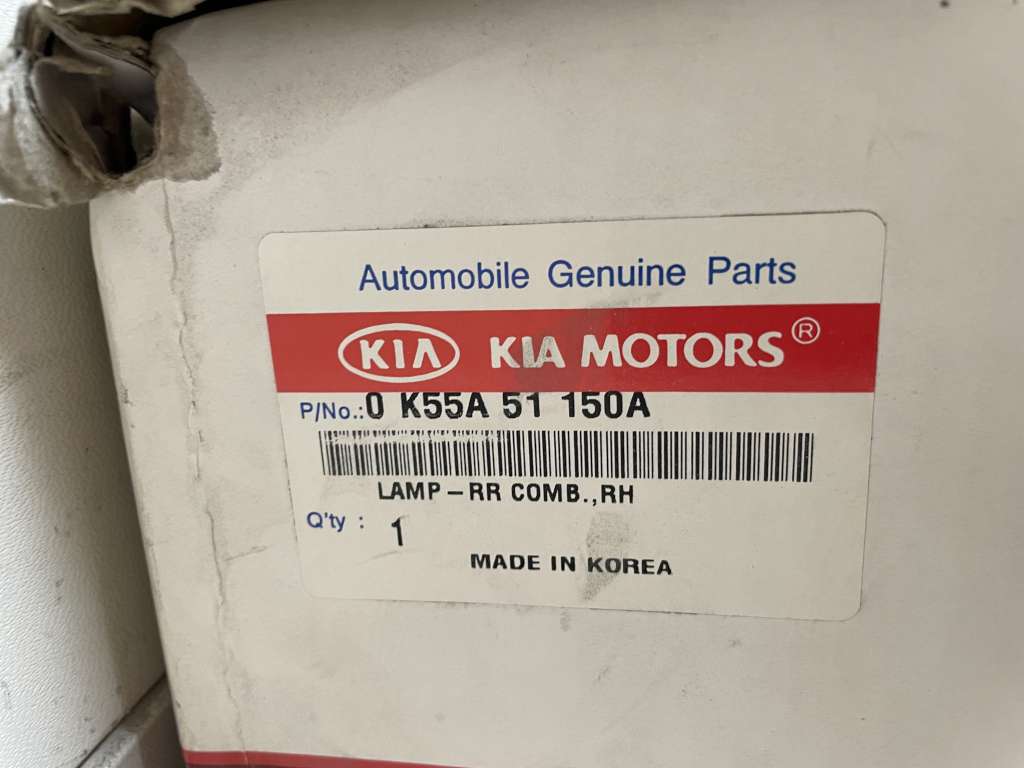 Automobile Genuine Parts
KIA KIA MOTORS®
P/No.: 0 K55A 51 150A
LAMP-RR COMB.,RH
Q'ty : 1
MADE IN KOREA